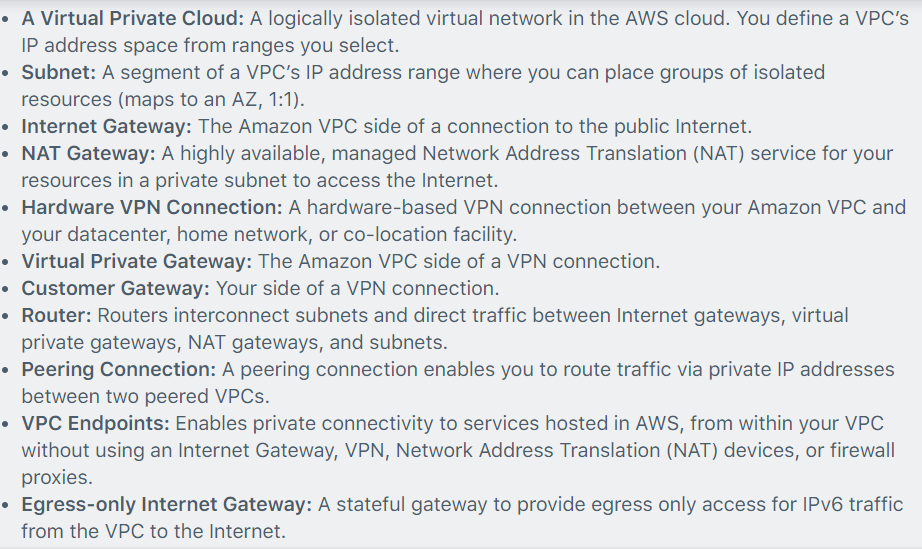 • A Virtual Private Cloud: A logically isolated virtual network in the AWS cloud. You define a VPC’s
IP address space from ranges you select.
• Subnet: A segment of a VPC’s IP address range where you can place groups of isolated
resources (maps to an AZ, 1:1).
• Internet Gateway: The Amazon VPC side of a connection to the public Internet.
• NAT Gateway: A highly available, managed Network Address Translation (NAT) service for your
resources in a private subnet to access the Internet.
• Hardware VPN Connection: A hardware-based VPN connection between your Amazon VPC and
your datacenter, home network, or co-location facility.
• Virtual Private Gateway: The Amazon VPC side of a VPN connection.
• Customer Gateway: Your side of a VPN connection.
• Router: Routers interconnect subnets and direct traffic between Internet gateways, virtual
private gateways, NAT gateways, and subnets.
• Peering Connection: A peering connection enables you to route traffic via private IP addresses
between two peered VPCs.
• VPC Endpoints: Enables private connectivity to services hosted in AWS, from within your VPC
without using an Internet Gateway, VPN, Network Address Translation (NAT) devices, or firewall
proxies.
• Egress-only Internet Gateway: A stateful gateway to provide egress only access for IPv6 traffic
from the VPC to the Internet.